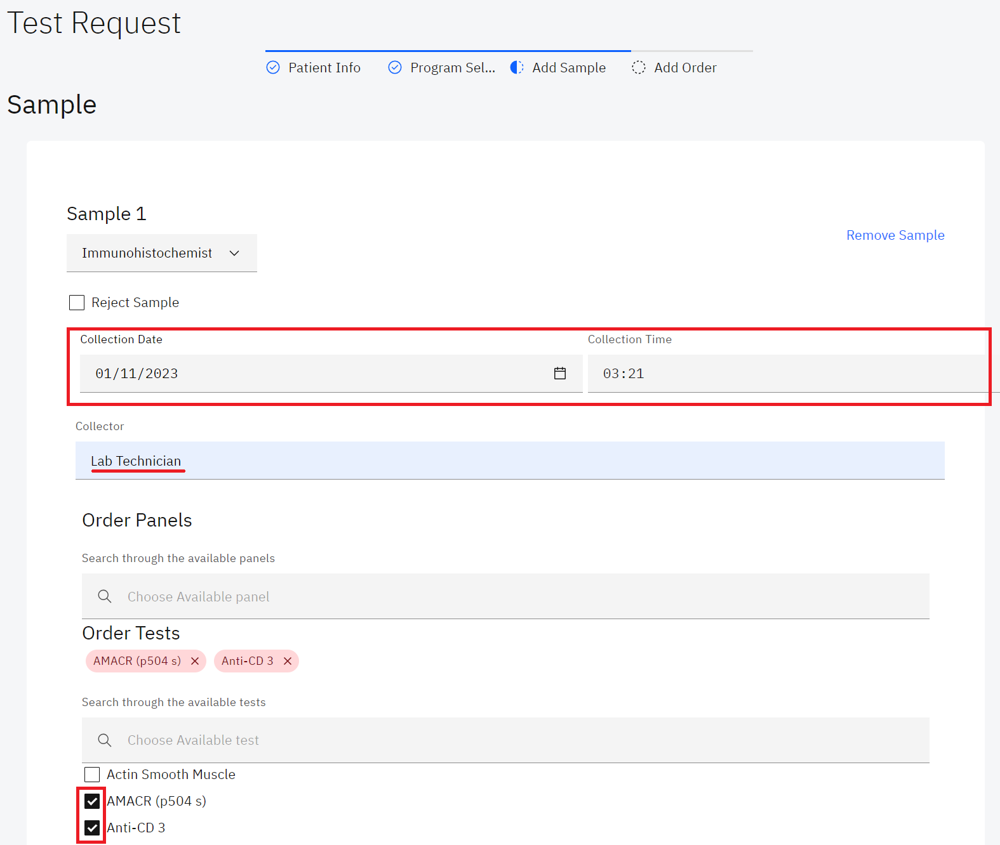 Test Request
Patient Info Program Sel... Add Sample Add Order
Sample
Sample 1
Remove Sample
Immunohistochemist
Reject Sample
Collection Date Collection Time
01/11/2023 03:21
Collector
Lab Technician
Order Panels
Search through the available panels
Choose Available panel
Order Tests
AMACR (p504 s) Anti-CD 3
Search through the available tests
Choose Available test
Actin Smooth Muscle
AMACR (p504 s)
Anti-CD 3